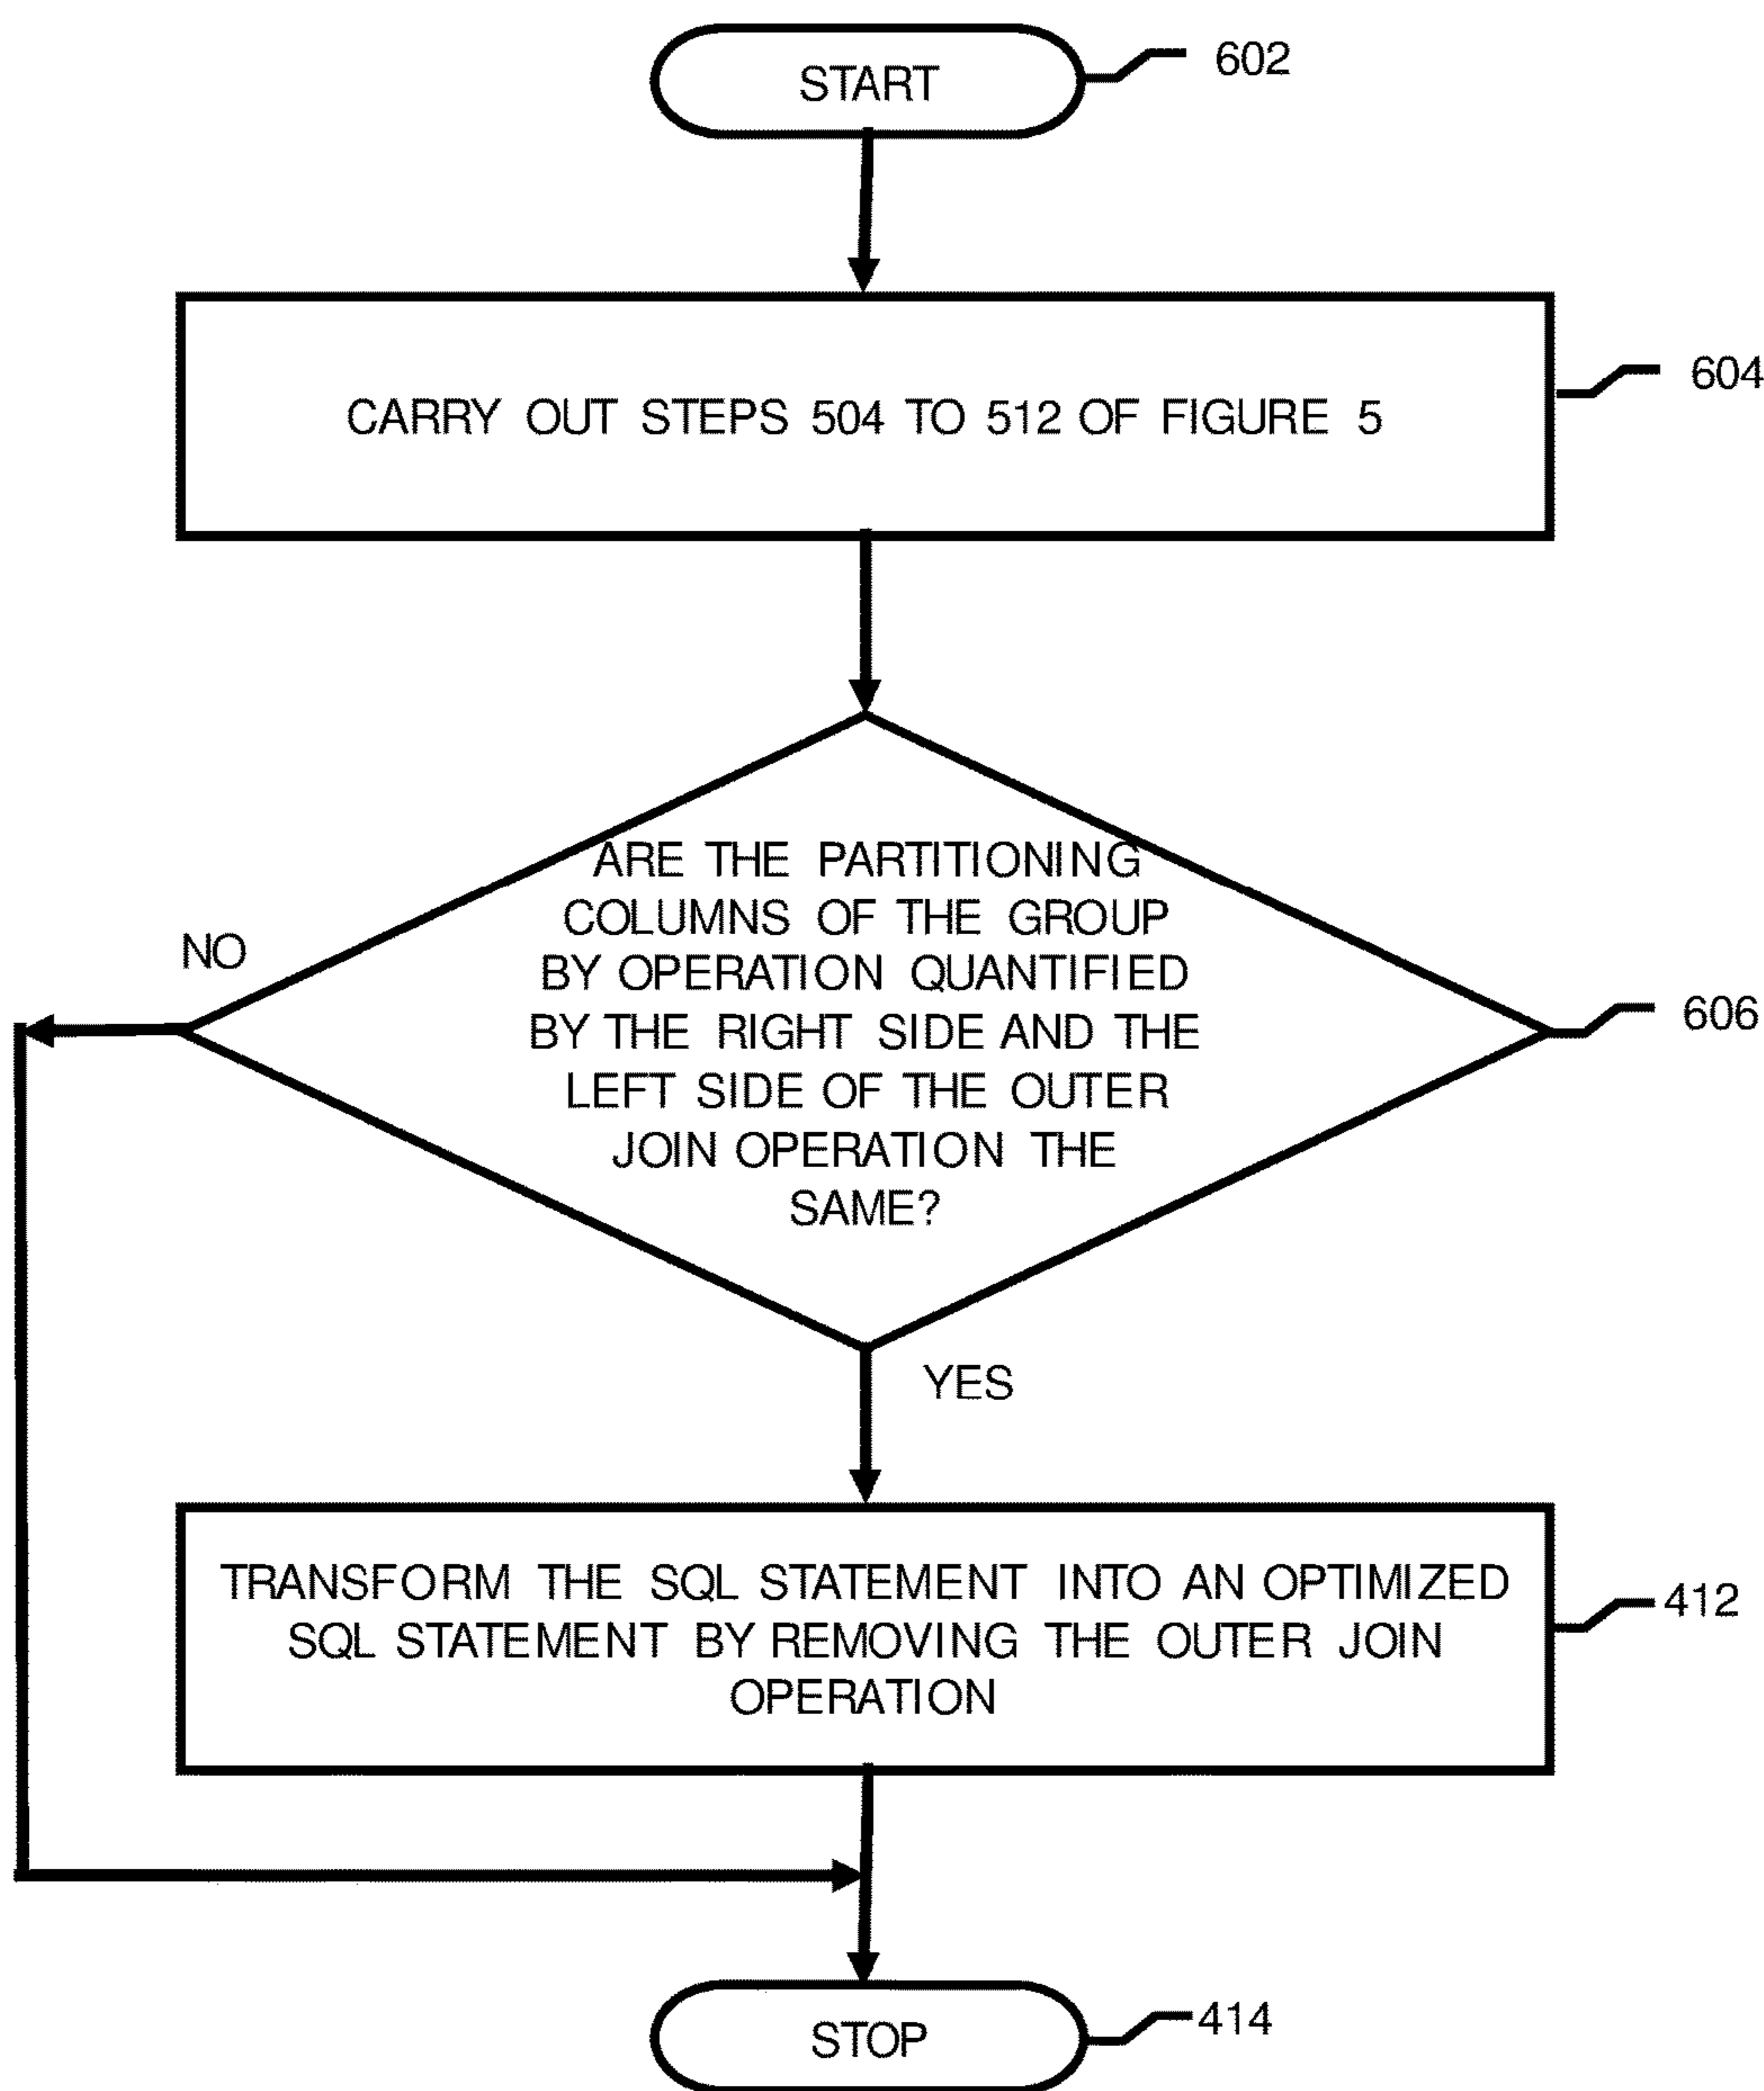 START
602
CARRY OUT STEPS 504 TO 512 OF FIGURE 5
604
ARE THE PARTITIONING
COLUMNS OF THE GROUP
BY OPERATION QUANTIFIED
BY THE RIGHT SIDE AND THE
LEFT SIDE OF THE OUTER
JOIN OPERATION THE
SAME?
NO
606
YES
TRANSFORM THE SQL STATEMENT INTO AN OPTIMIZED
SQL STATEMENT BY REMOVING THE OUTER JOIN
OPERATION
412
STOP
414